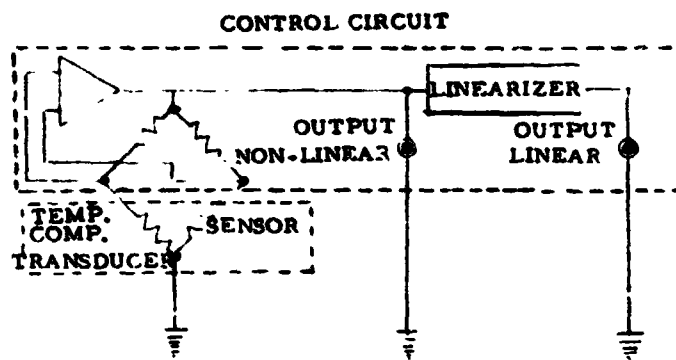 CONTROL CIRCUIT
LINEARIZER
OUTPUT
NON-LINEAR
OUTPUT
LINEAR
TEMP.
COMP.
SENSOR
TRANSDUCER